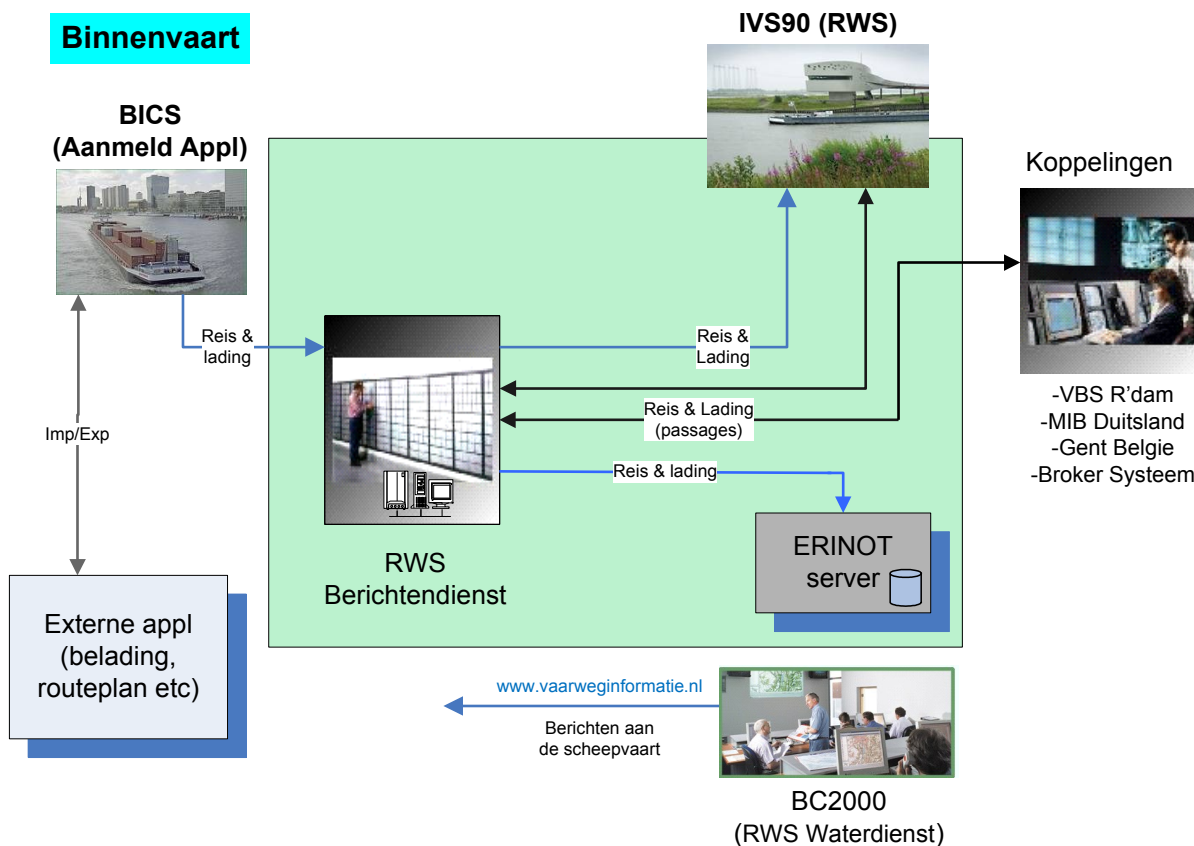 Binnenvaart
IVS90 (RWS)
BICS
(Aanmeld Appl)
Koppelingen
Reis &
lading
Reis &
Lading
Reis & Lading
(passages)
Reis & lading
Imp/Exp
-VBS R'dam
-MIB Duitsland
-Gent Belgie
-Broker Systeem
RWS
Berichtendienst
ERINOT
server
Externe appl
(belading,
routeplan etc)
www.vaarweginformatie.nl
Berichten aan
de scheepvaart
BC2000
(RWS Waterdienst)